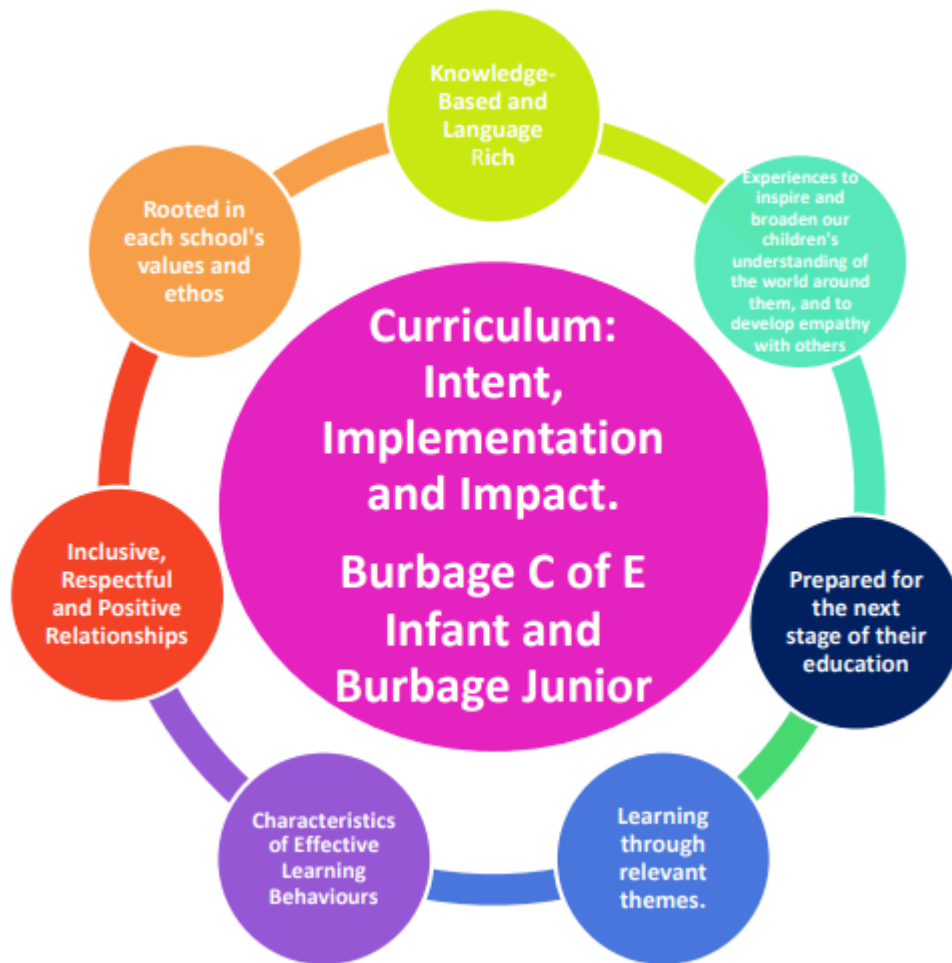 Knowledge-
Based and
Language
Rich
Experiences to
inspire and
broaden our
children's
understanding of
the world around
them, and to
develop empathy
with others
Prepared for
the next
stage of their
education
Learning
through
relevant
themes.
Characteristics
of Effective
Learning
Behaviours
Inclusive,
Respectful
and Positive
Relationships
Rooted in
each school's
values and
ethos
Curriculum:
Intent,
Implementation
and Impact.
Burbage C of E
Infant and
Burbage Junior